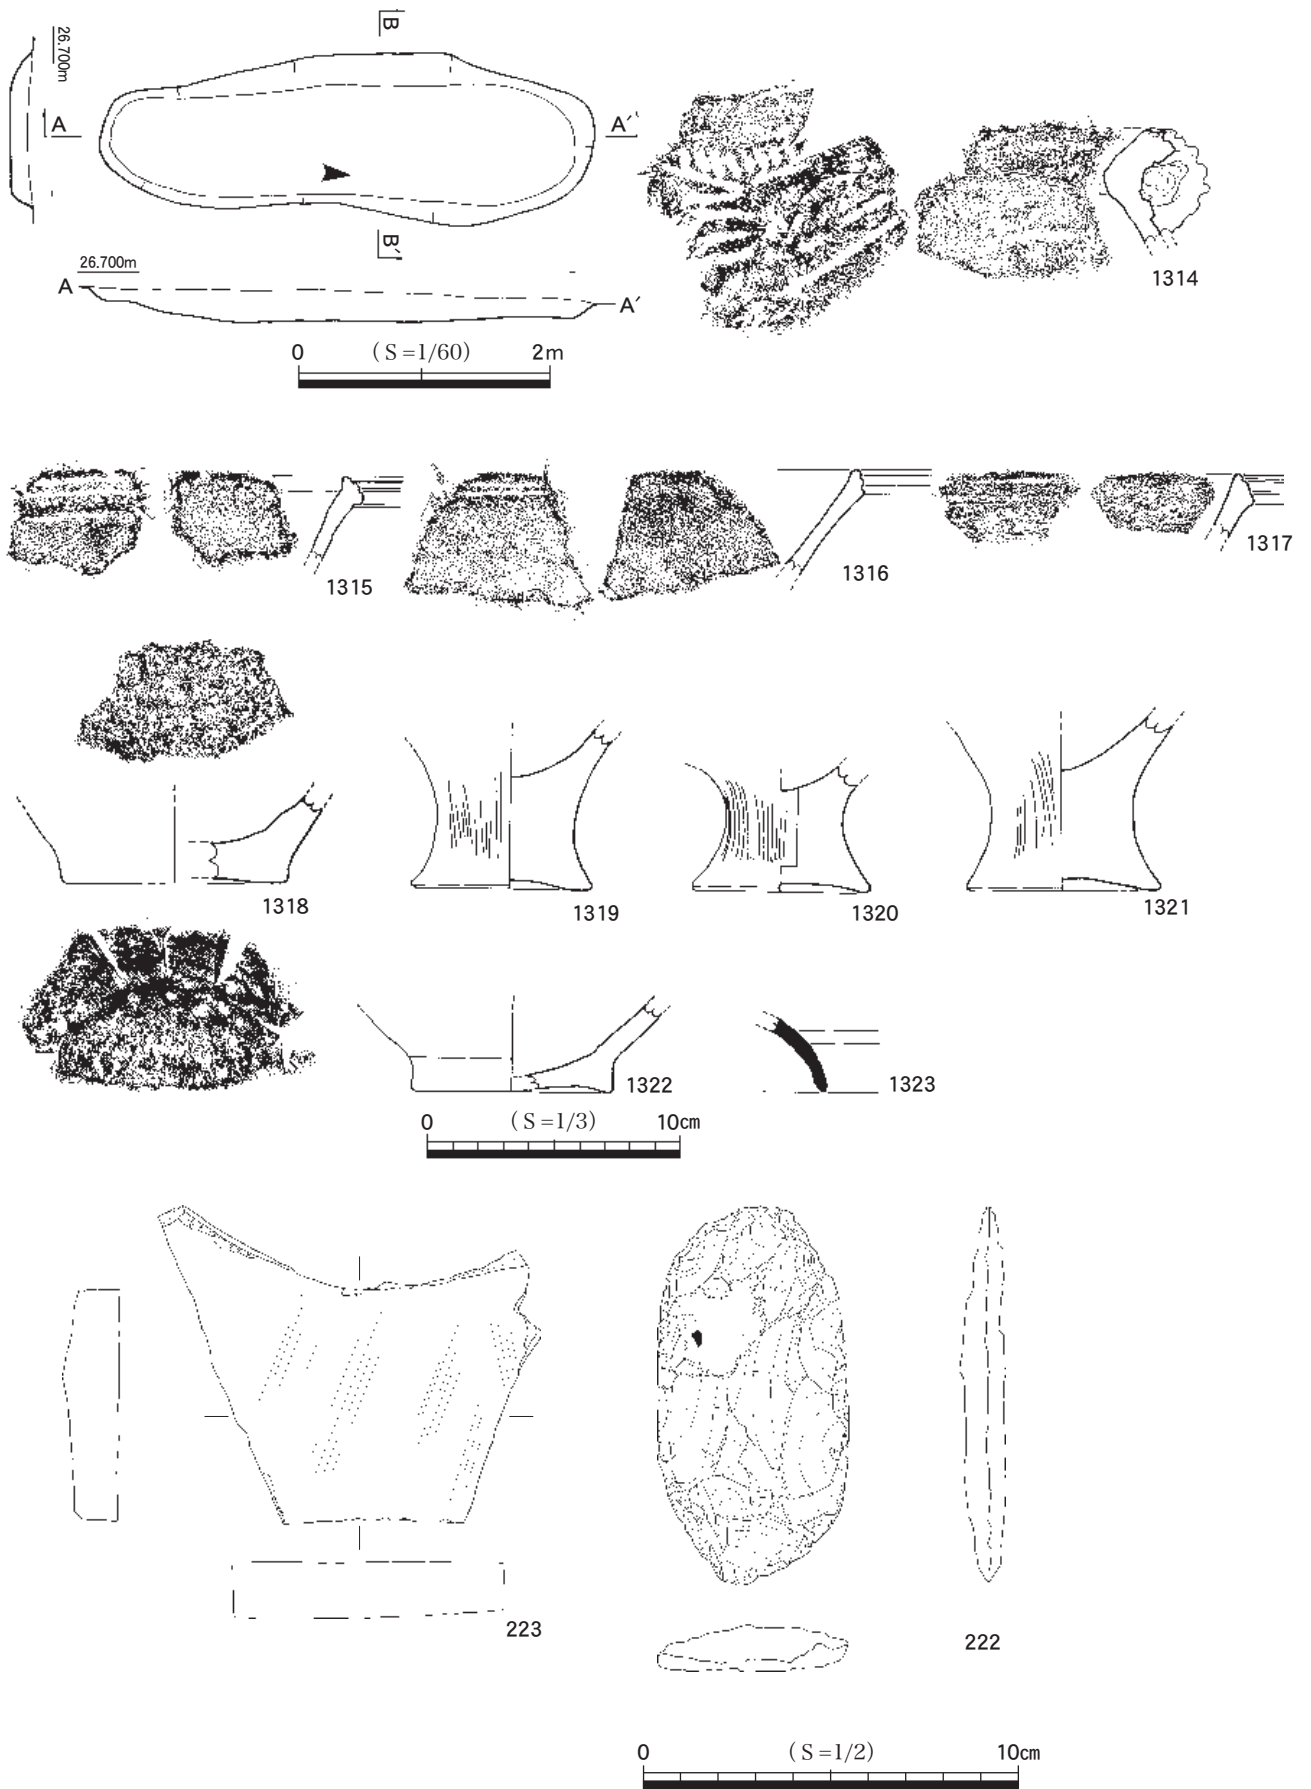 B
26.700m
A
A′
B′
26.700m
A
A′
0 (S=1/60) 2m
1314
1315
1316
1317
1318
1319
1320
1321
1322
1323
0 (S=1/3) 10cm
223
222
0 (S=1/2) 10cm